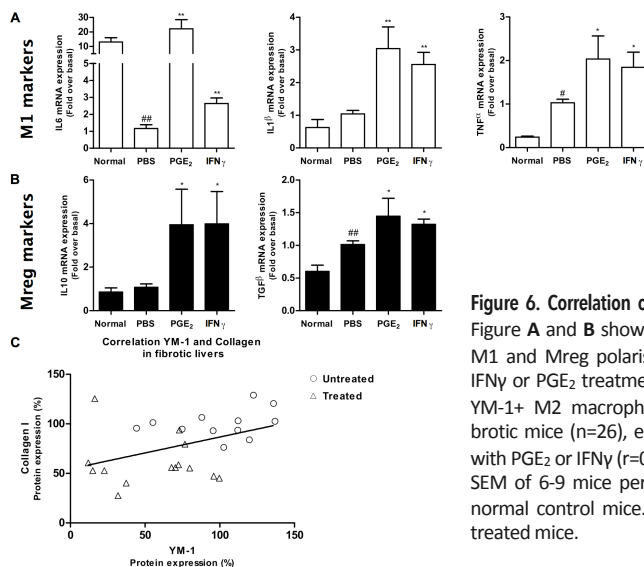 A
M1 markers
IL6 mRNA expression
(Fold over basal)
30
20
10
5
4
3
2
1
0
## ** **
Normal PBS PGE2 IFNγ
IL1β mRNA expression
(Fold over basal)
4
3
2
1
0
** **
Normal PBS PGE2 IFNγ
TNFα mRNA expression
(Fold over basal)
3
2
1
0
# * *
Normal PBS PGE2 IFNγ
B
Mreg markers
IL10 mRNA expression
(Fold over basal)
6
4
2
0
* *
Normal PBS PGE2 IFNγ
TGFβ mRNA expression
(Fold over basal)
2.0
1.5
1.0
0.5
0.0
## * *
Normal PBS PGE2 IFNγ
C
Correlation YM-1 and Collagen
in fibrotic livers
Collagen I
Protein expression (%)
150
100
50
0
0 50 100 150
YM-1
Protein expression (%)
Untreated
Treated
Figure 6. Correlation o
Figure A and B show
M1 and Mreg polaris
IFNγ or PGE2 treatme
YM-1+ M2 macroph
brotic mice (n=26), e
with PGE2 or IFNγ (r=0
SEM of 6-9 mice per
normal control mice.
treated mice.